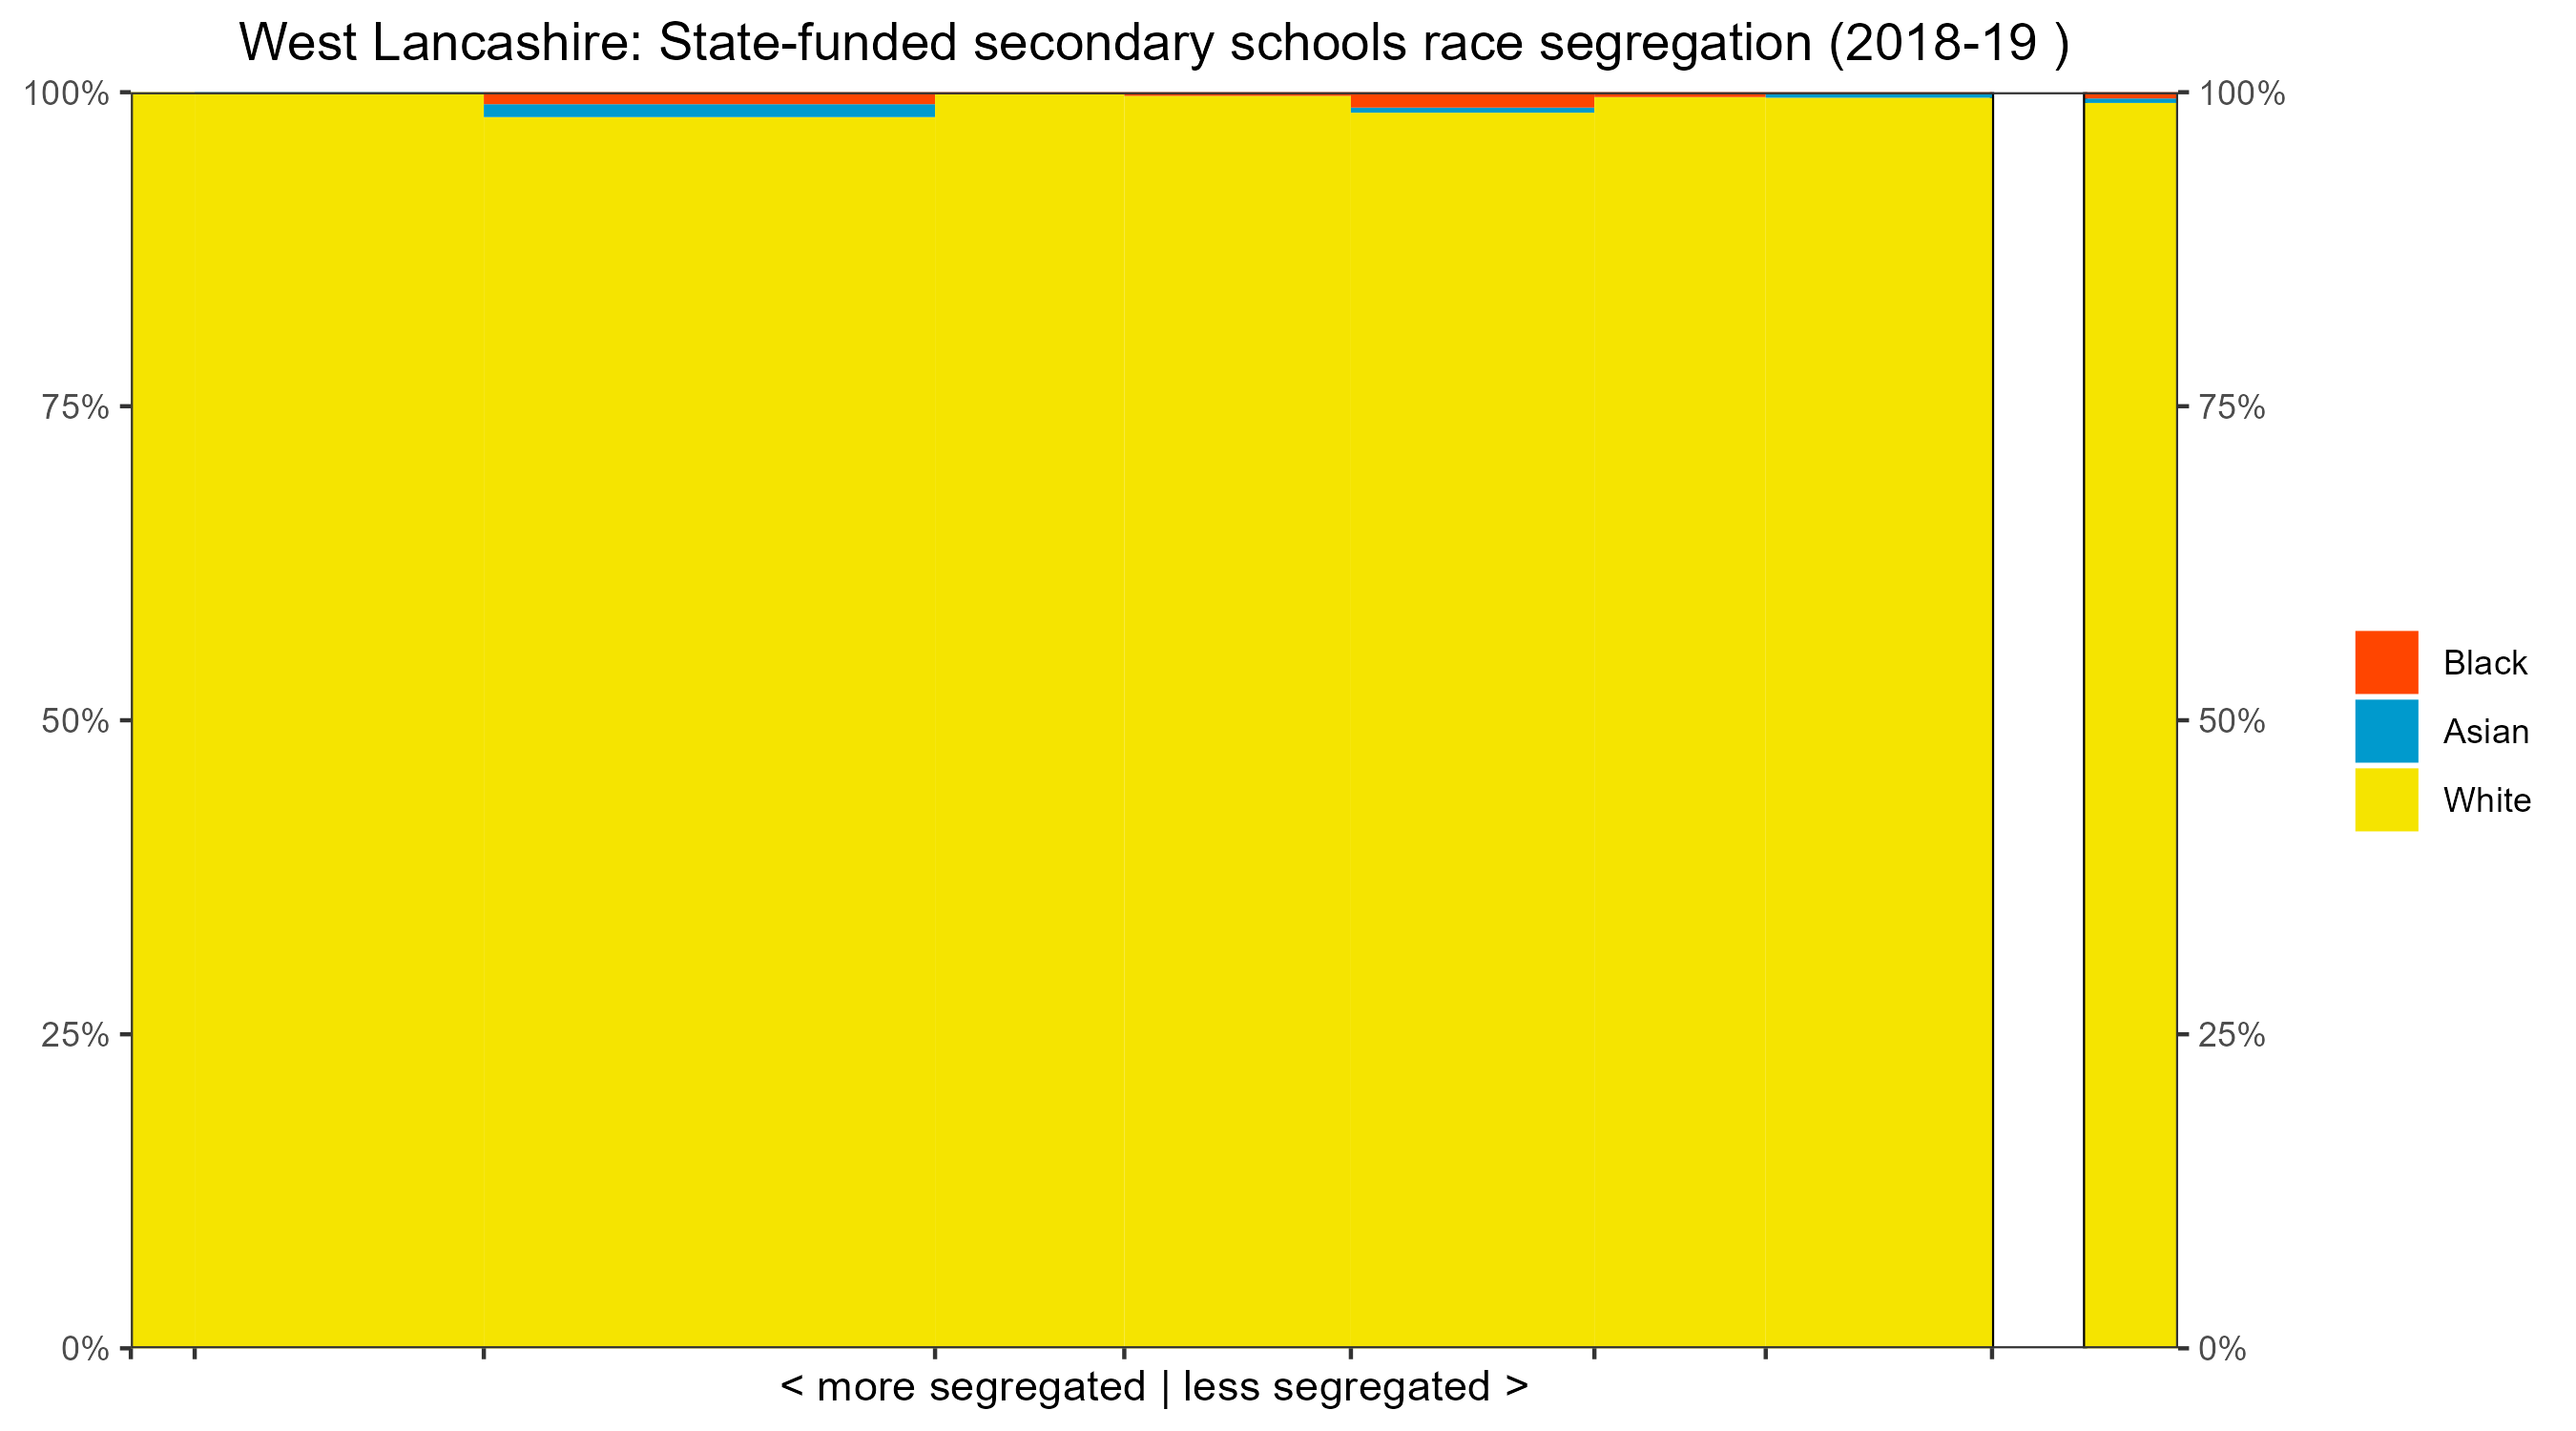 West Lancashire: State-funded secondary schools race segregation (2018-19 )
100%
75%
50%
25%
0%
100%
75%
50%
25%
0%
Black
Asian
White
< more segregated | less segregated >